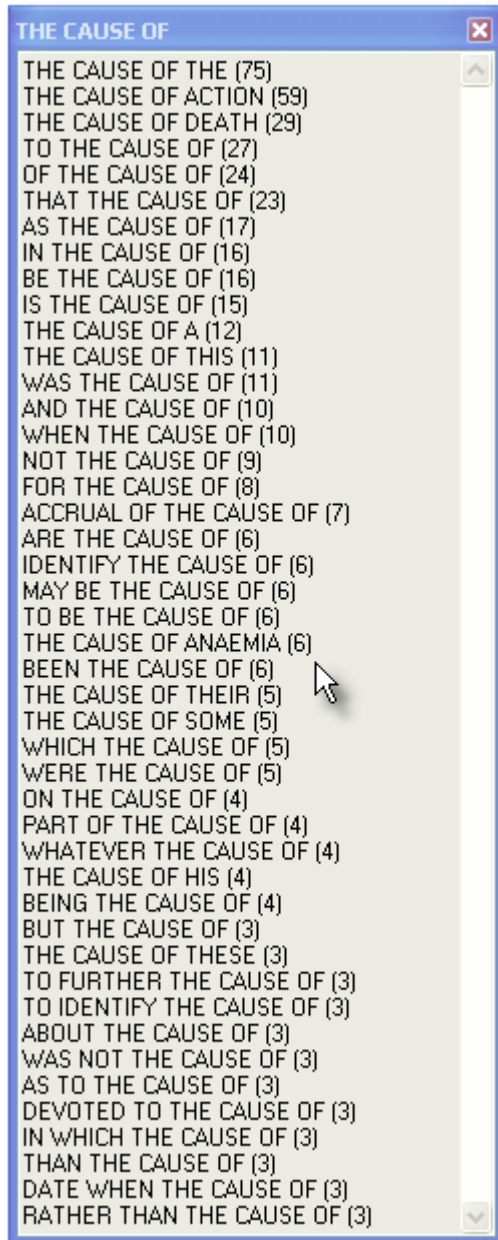 THE CAUSE OF
THE CAUSE OF THE (75)
THE CAUSE OF ACTION (59)
THE CAUSE OF DEATH (29)
TO THE CAUSE OF (27)
OF THE CAUSE OF (24)
THAT THE CAUSE OF (23)
AS THE CAUSE OF (17)
IN THE CAUSE OF (16)
BE THE CAUSE OF (16)
IS THE CAUSE OF (15)
THE CAUSE OF A (12)
THE CAUSE OF THIS (11)
WAS THE CAUSE OF (11)
AND THE CAUSE OF (10)
WHEN THE CAUSE OF (10)
NOT THE CAUSE OF (9)
FOR THE CAUSE OF (8)
ACCRUAL OF THE CAUSE OF (7)
ARE THE CAUSE OF (6)
IDENTIFY THE CAUSE OF (6)
MAY BE THE CAUSE OF (6)
TO BE THE CAUSE OF (6)
THE CAUSE OF ANAEMIA (6)
BEEN THE CAUSE OF (6)
THE CAUSE OF THEIR (5)
THE CAUSE OF SOME (5)
WHICH THE CAUSE OF (5)
WERE THE CAUSE OF (5)
ON THE CAUSE OF (4)
PART OF THE CAUSE OF (4)
WHATEVER THE CAUSE OF (4)
THE CAUSE OF HIS (4)
BEING THE CAUSE OF (4)
BUT THE CAUSE OF (3)
THE CAUSE OF THESE (3)
TO FURTHER THE CAUSE OF (3)
TO IDENTIFY THE CAUSE OF (3)
ABOUT THE CAUSE OF (3)
WAS NOT THE CAUSE OF (3)
AS TO THE CAUSE OF (3)
DEVOTED TO THE CAUSE OF (3)
IN WHICH THE CAUSE OF (3)
THAN THE CAUSE OF (3)
DATE WHEN THE CAUSE OF (3)
RATHER THAN THE CAUSE OF (3)